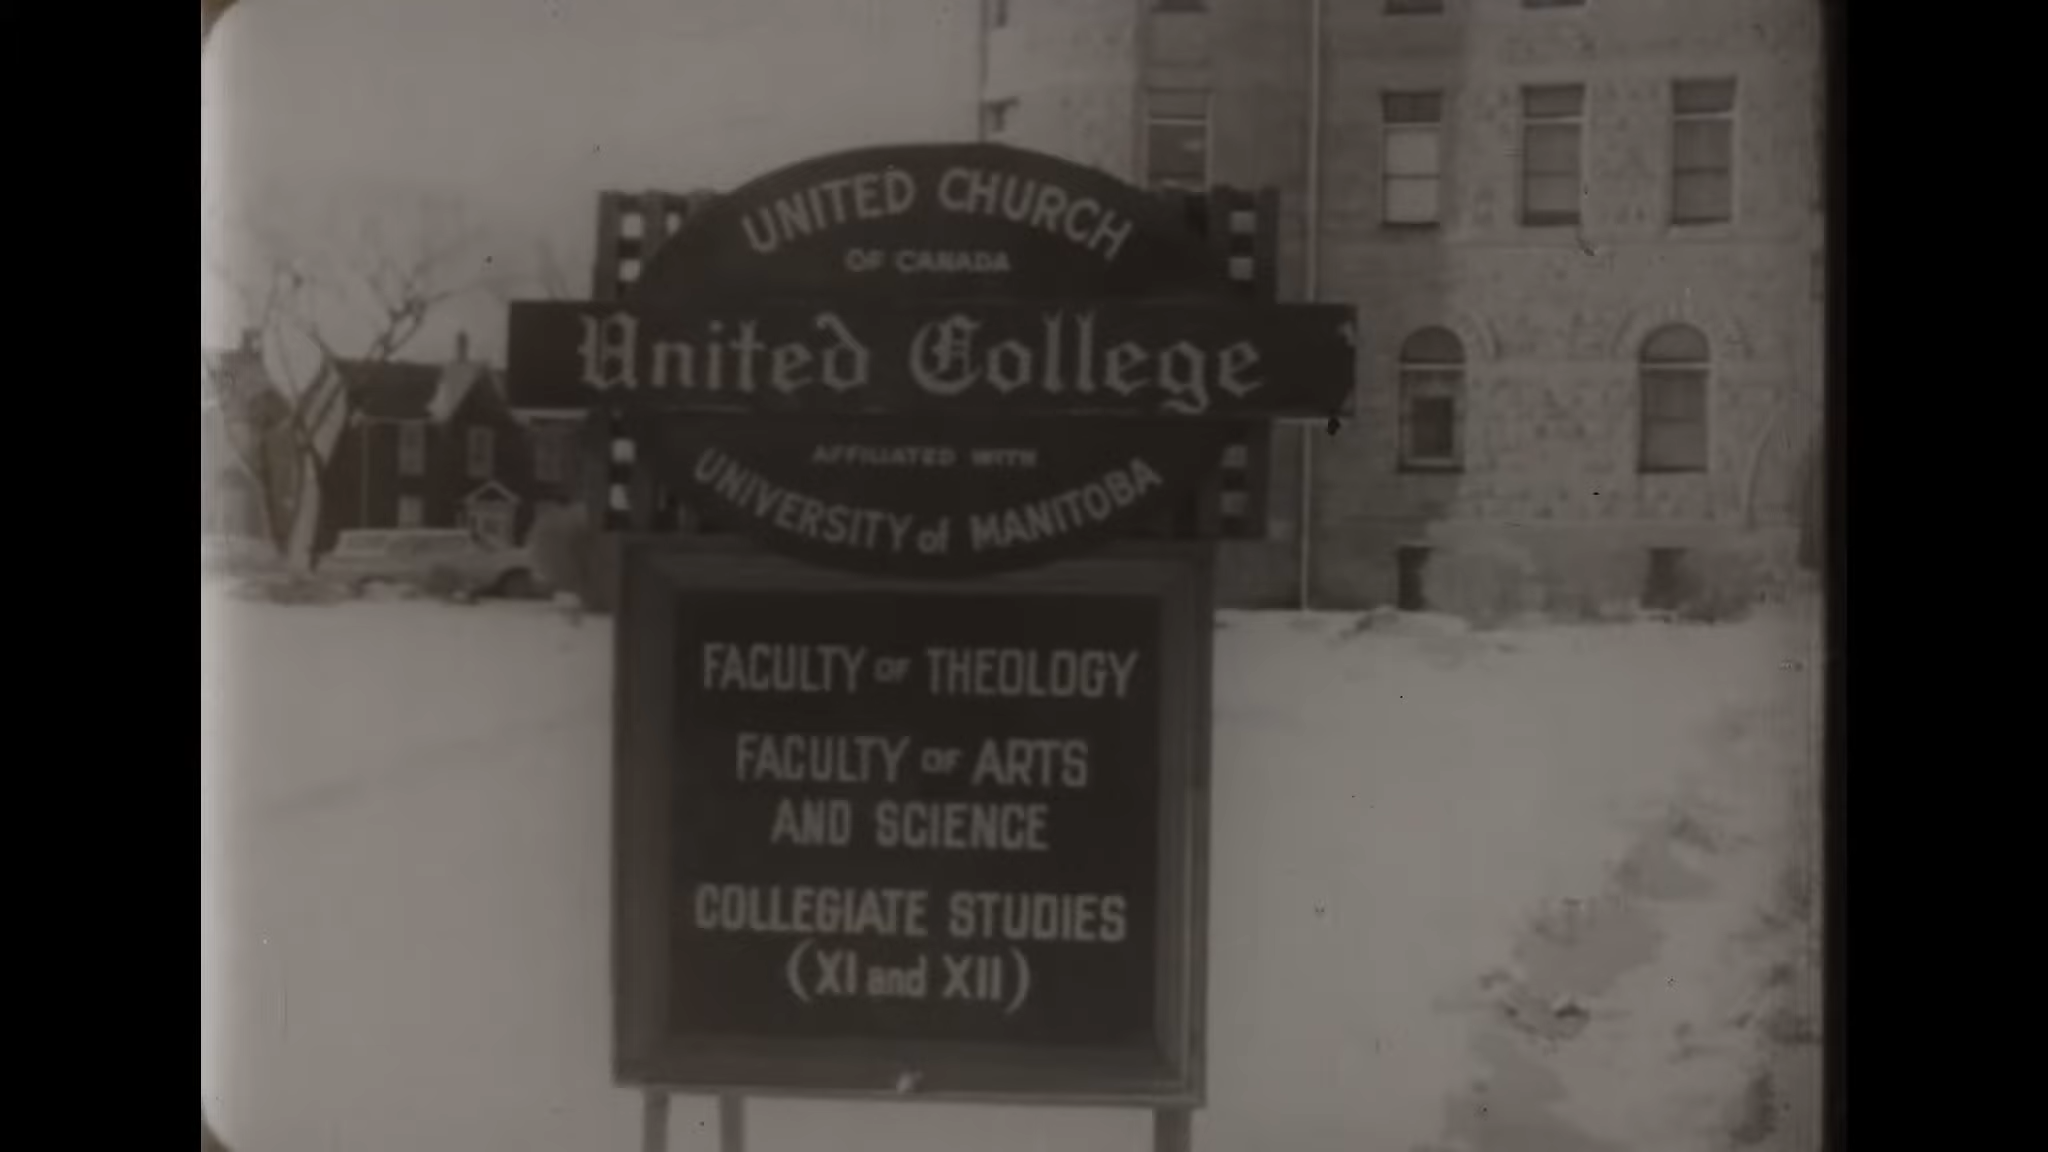 UNITED CHURCH
OF CANADA
United College
AFFILIATED WITH
UNIVERSITY of MANITOBA
FACULTY OF THEOLOGY
FACULTY OF ARTS
AND SCIENCE
COLLEGIATE STUDIES
(XI and XII)